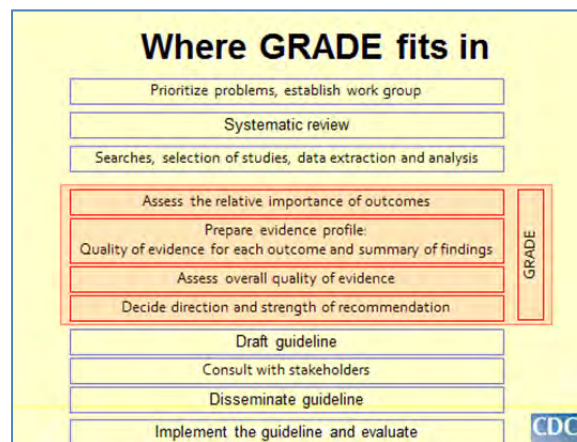 Where GRADE fits in
Prioritize problems, establish work group
Systematic review
Searches, selection of studies, data extraction and analysis
Assess the relative importance of outcomes
Prepare evidence profile:
Quality of evidence for each outcome and summary of findings
Assess overall quality of evidence
Decide direction and strength of recommendation
GRADE
Draft guideline
Consult with stakeholders
Disseminate guideline
Implement the guideline and evaluate
CDC